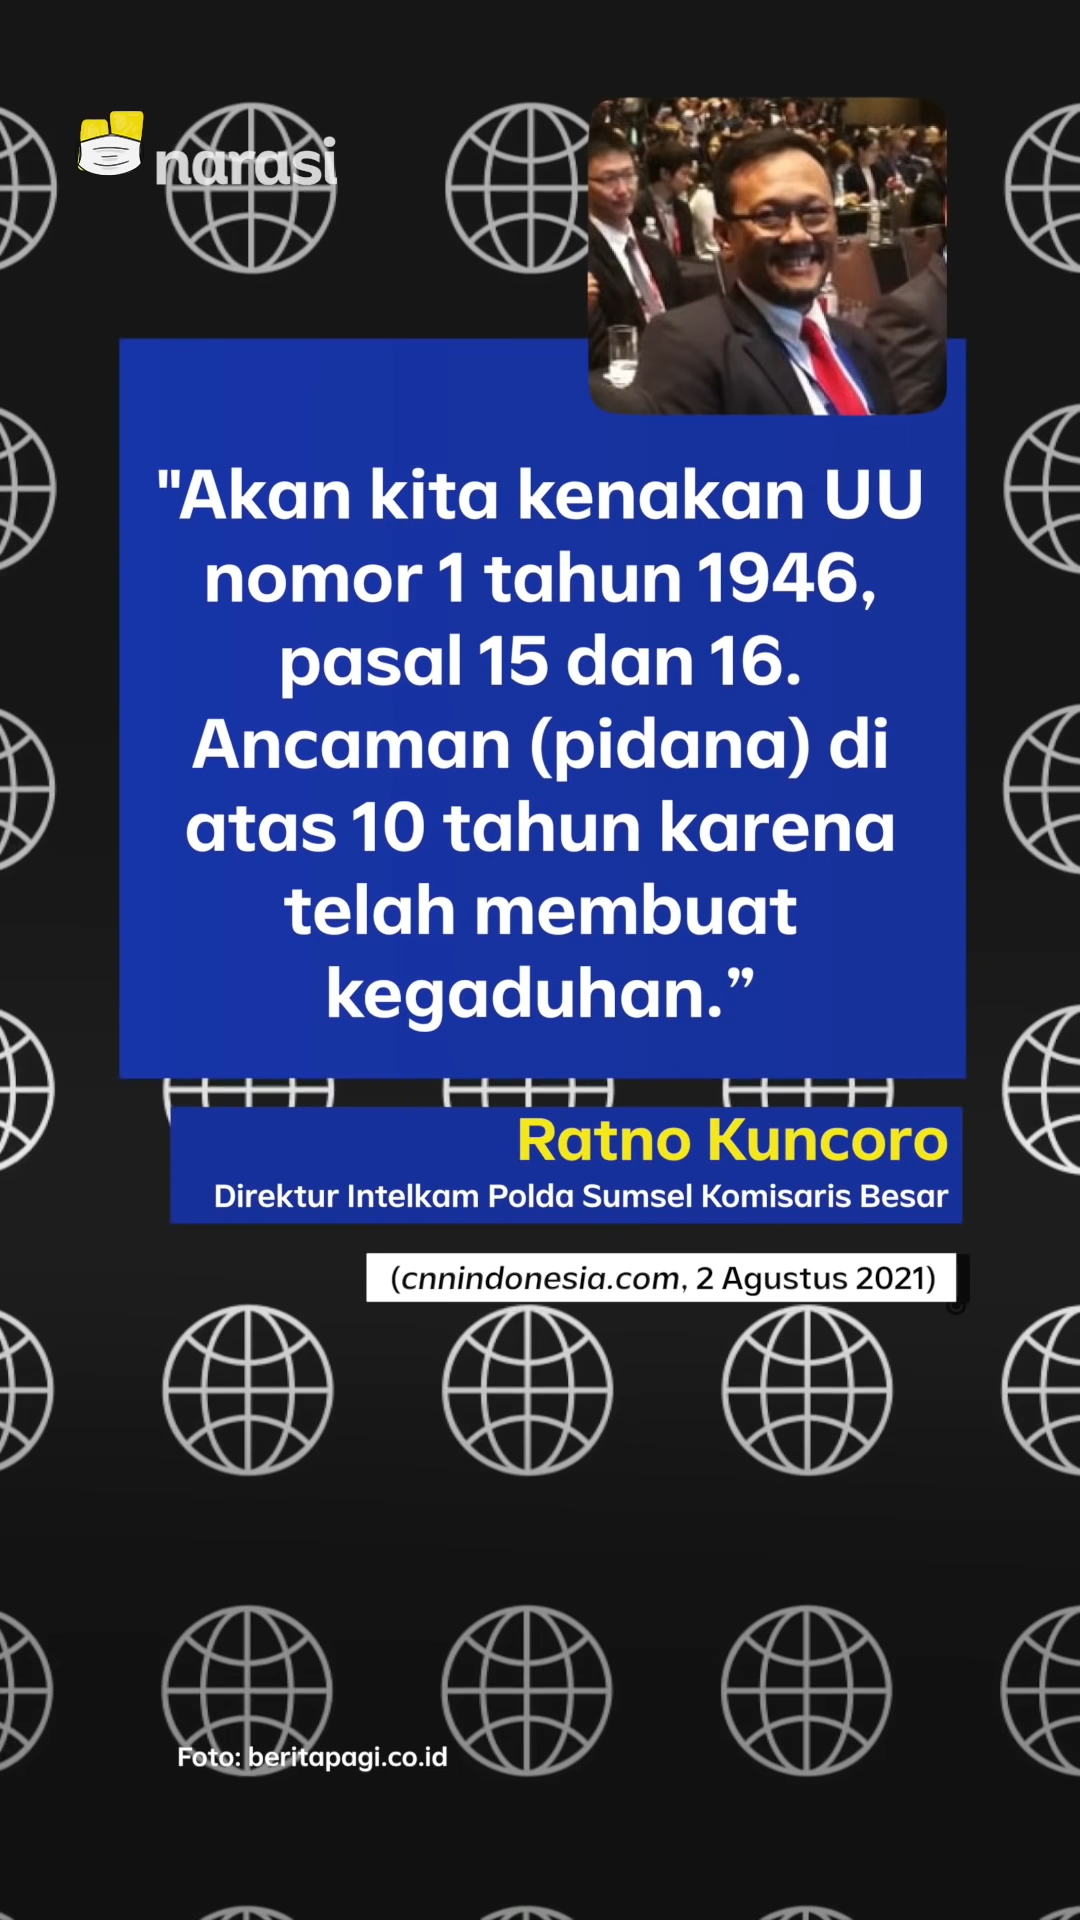 narasi
"Akan kita kenakan UU
nomor 1 tahun 1946,
pasal 15 dan 16.
Ancaman (pidana) di
atas 10 tahun karena
telah membuat
kegaduhan.”
Ratno Kuncoro
Direktur Intelkam Polda Sumsel Komisaris Besar
(cnnindonesia.com, 2 Agustus 2021)
Foto: beritapagi.co.id